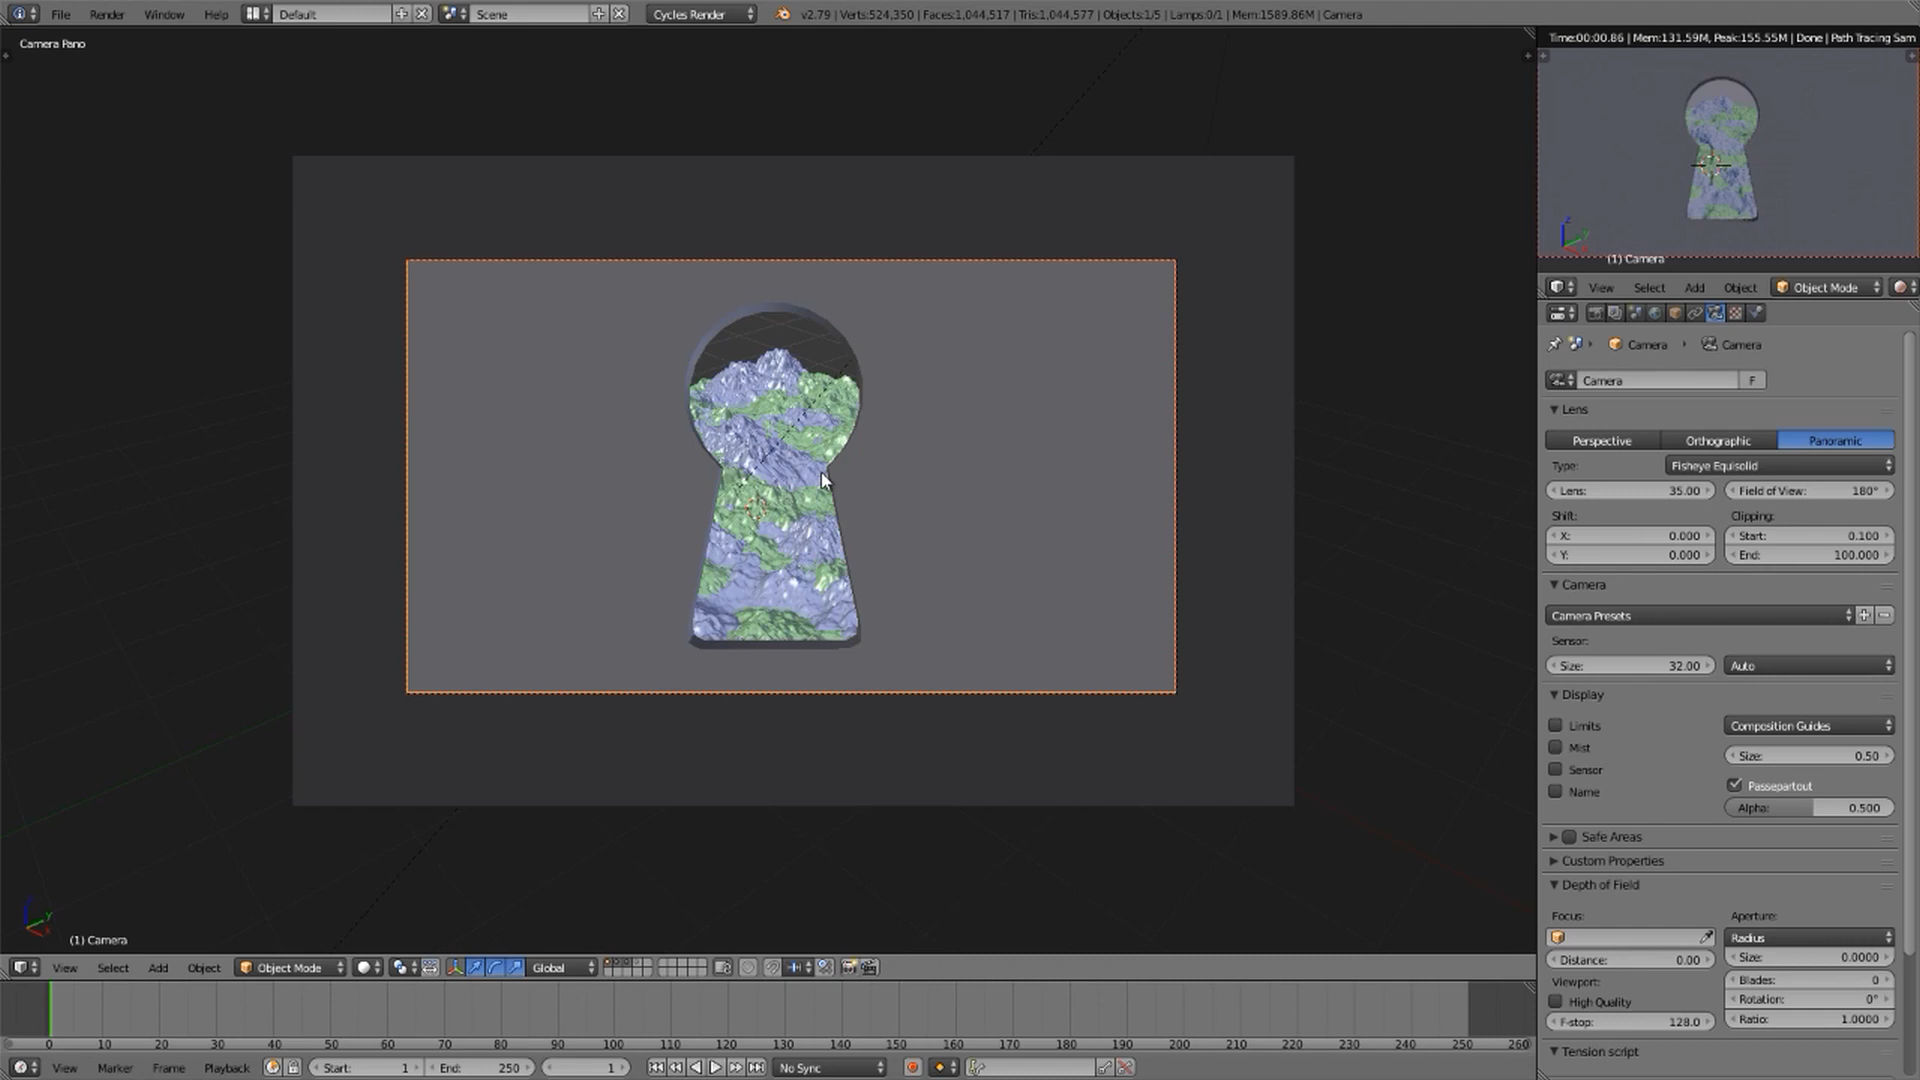 File Render Window Help Default Scene Cycles Render v2.79 | Verts:524,350 | Faces:1,044,517 | Tris:1,044,577 | Objects:1/5 | Lamps:0/1 | Mem:1589.86M | Camera
Camera Pano
Time:00:00.86 | Mem:131.59M, Peak:155.55M | Done | Path Tracing Sam
(1) Camera
View Select Add Object Object Mode
Camera Camera
Camera F
Lens
Perspective Orthographic Panoramic
Type: Fisheye Equisolid
Lens: 35.00 Field of View: 180°
Shift: Clipping:
X: 0.000 Start: 0.100
Y: 0.000 End: 100.000
Camera
Camera Presets
Sensor:
Size: 32.00 Auto
Display
Limits Composition Guides
Mist Size: 0.50
Sensor Passepartout
Name Alpha: 0.500
Safe Areas
Custom Properties
Depth of Field
Focus: Aperture:
Radius
Distance: 0.00 Size: 0.0000
Viewport: Blades: 0
High Quality Rotation: 0°
F-stop: 128.0 Ratio: 1.0000
Tension script
(1) Camera
View Select Add Object Object Mode Global
0 10 20 30 40 50 60 70 80 90 100 110 120 130 140 150 160 170 180 190 200 210 220 230 240 250 260
View Marker Frame Playback Start: 1 End: 250 1 No Sync